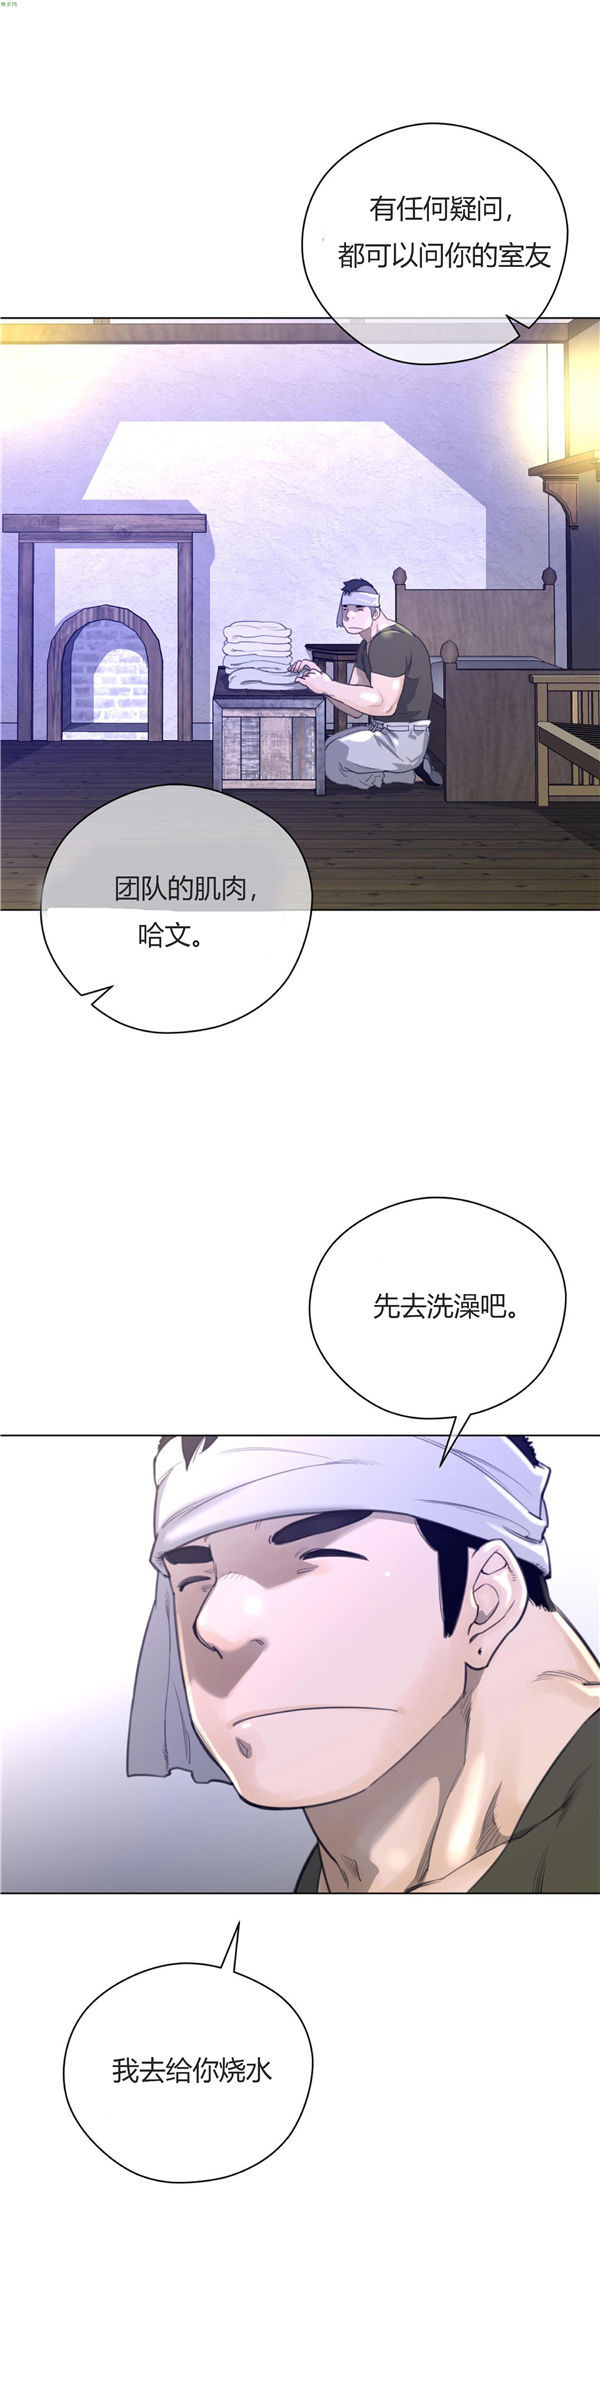 有任何疑问，
都可以问你的室友
团队的肌肉，
哈文。
先去洗澡吧。
我去给你烧水